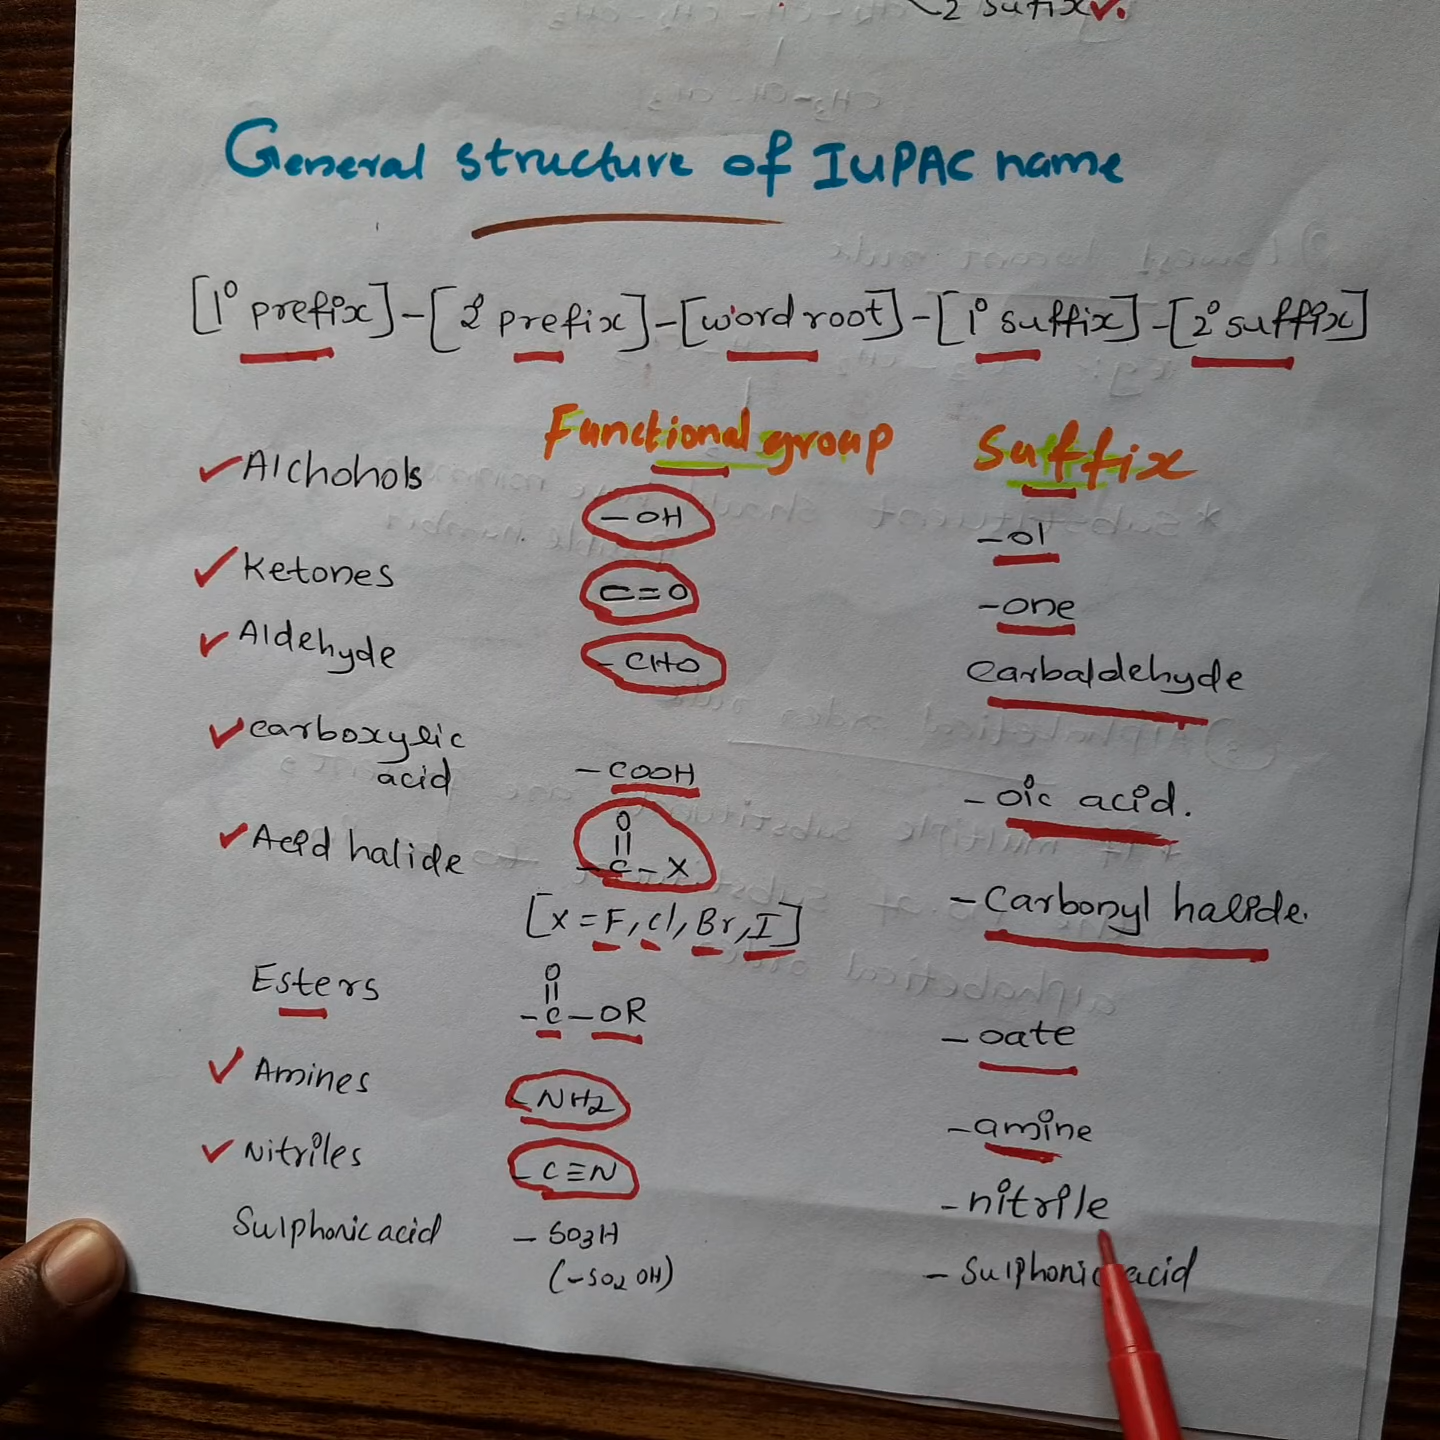 2 sufix.
General structure of IUPAC name
[1° prefix]-[2° prefix]-[word root]-[1° suffix]-[2° suffix]
Functional group Suffix
Alchohols -OH -ol
Ketones C=O -one
Aldehyde -CHO Carbaldehyde
carboxylic
acid -COOH -oic acid.
O
||
Acid halide -C-X -Carbonyl halide.
[X=F, Cl, Br, I]
O
||
Esters -C-OR -oate
Amines -NH2 -amine
Nitriles -C≡N -nitrile
Sulphonic acid -SO3H -Sulphonic acid
(-SO2OH)